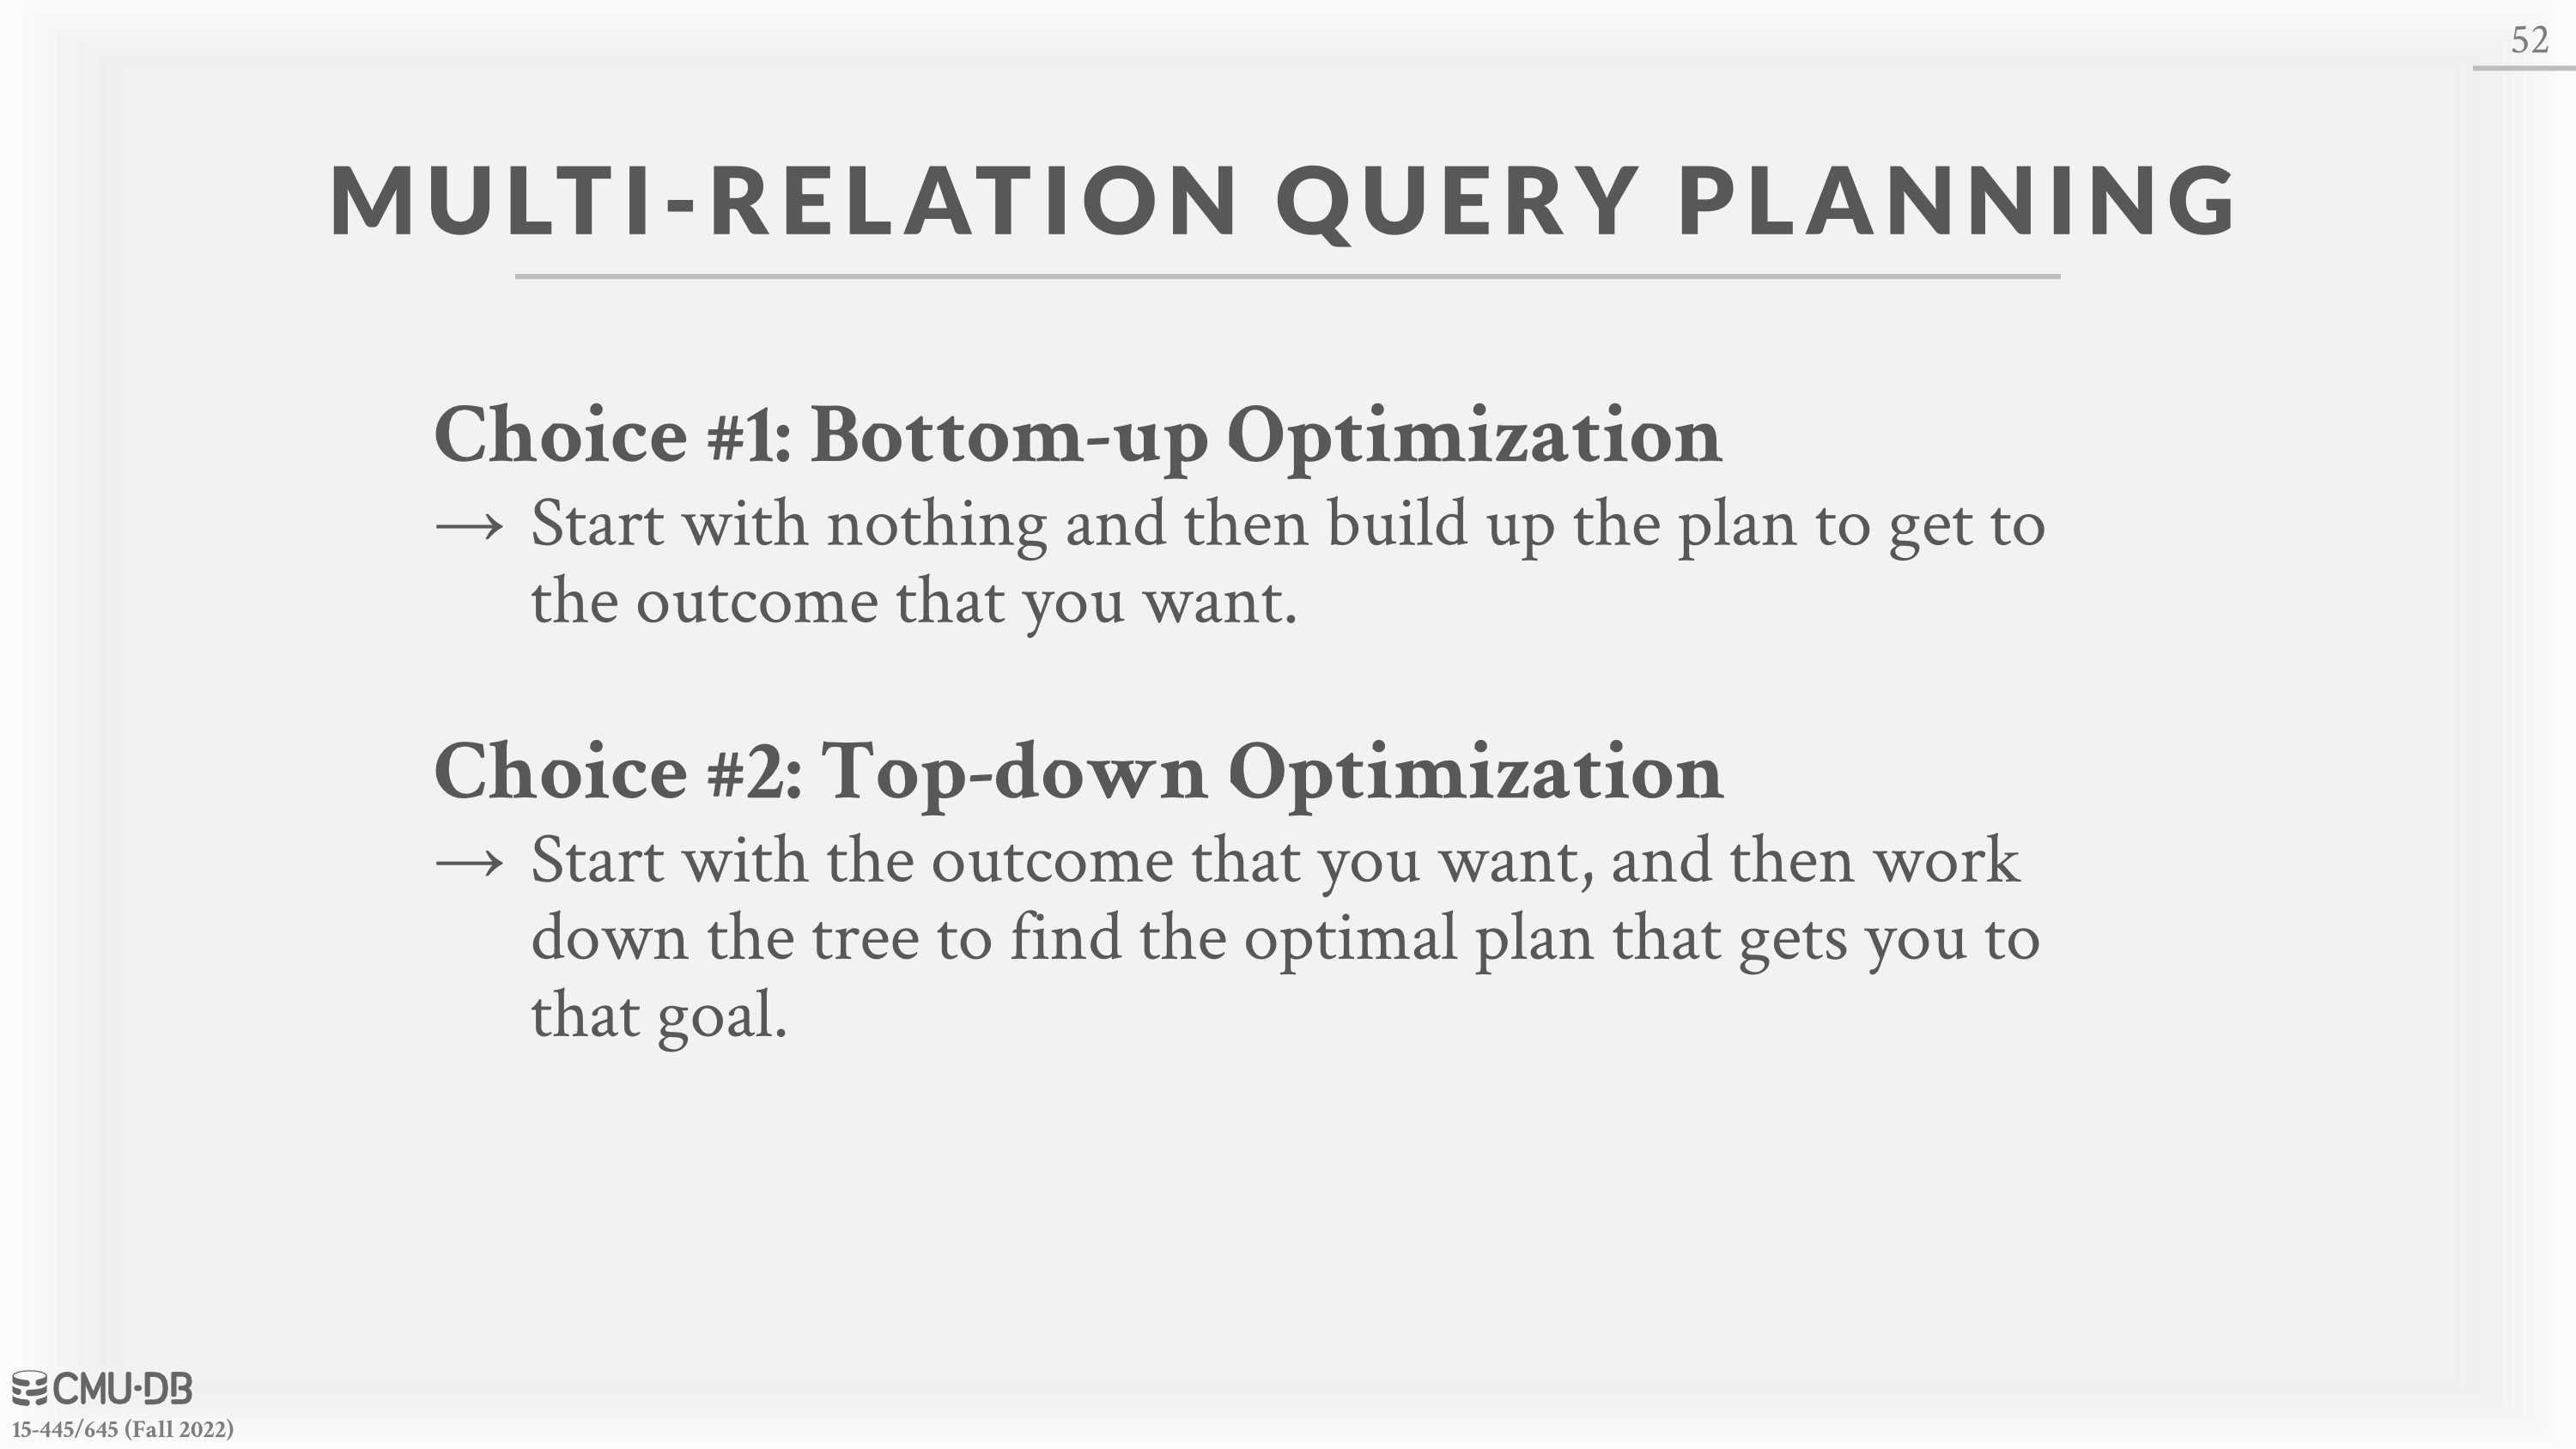 52
MULTI-RELATION QUERY PLANNING
Choice #1: Bottom-up Optimization
→ Start with nothing and then build up the plan to get to
the outcome that you want.
Choice #2: Top-down Optimization
→ Start with the outcome that you want, and then work
down the tree to find the optimal plan that gets you to
that goal.
CMU·DB
15-445/645 (Fall 2022)